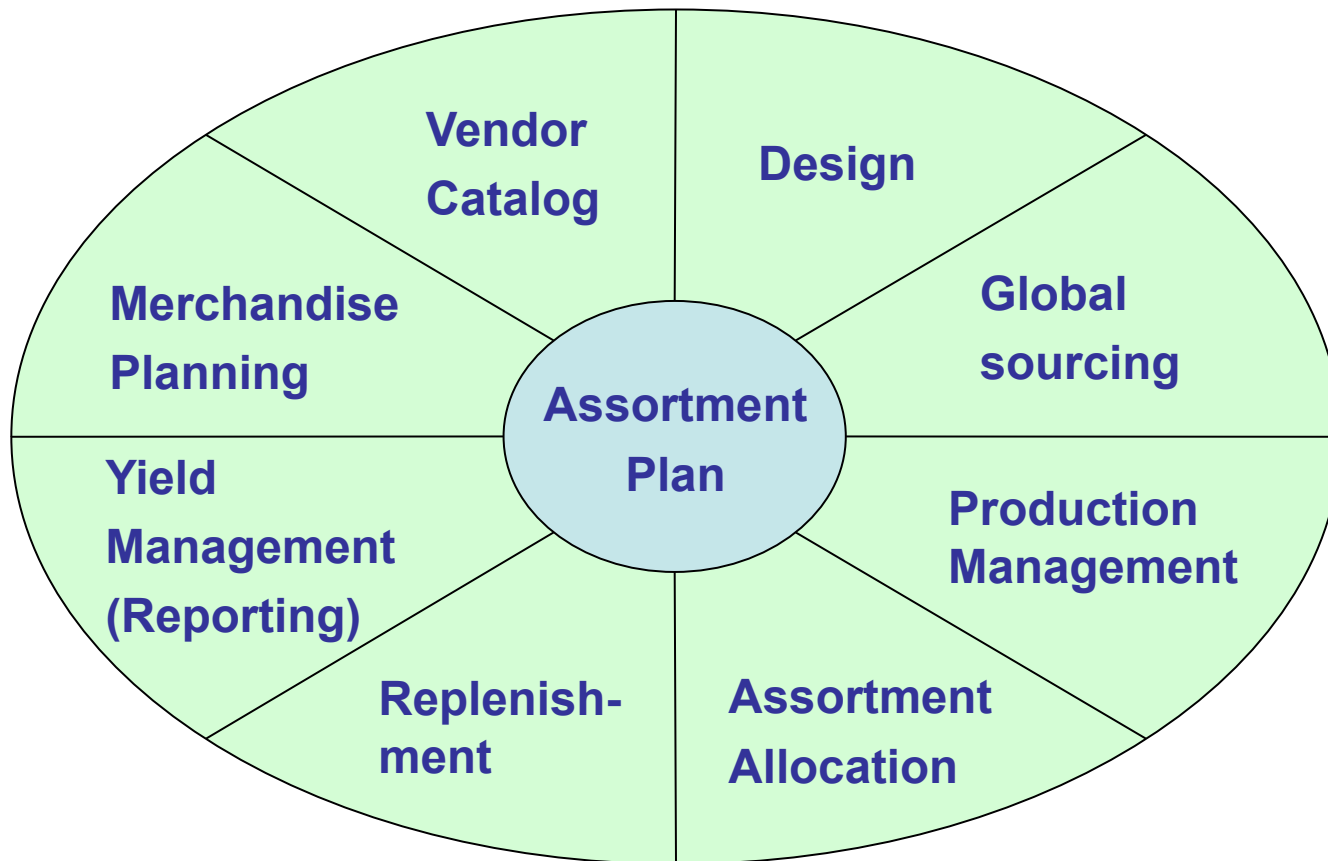 Vendor
Catalog
Design
Global
sourcing
Production
Management
Assortment
Allocation
Replenish-
ment
Yield
Management
(Reporting)
Merchandise
Planning
Assortment
Plan